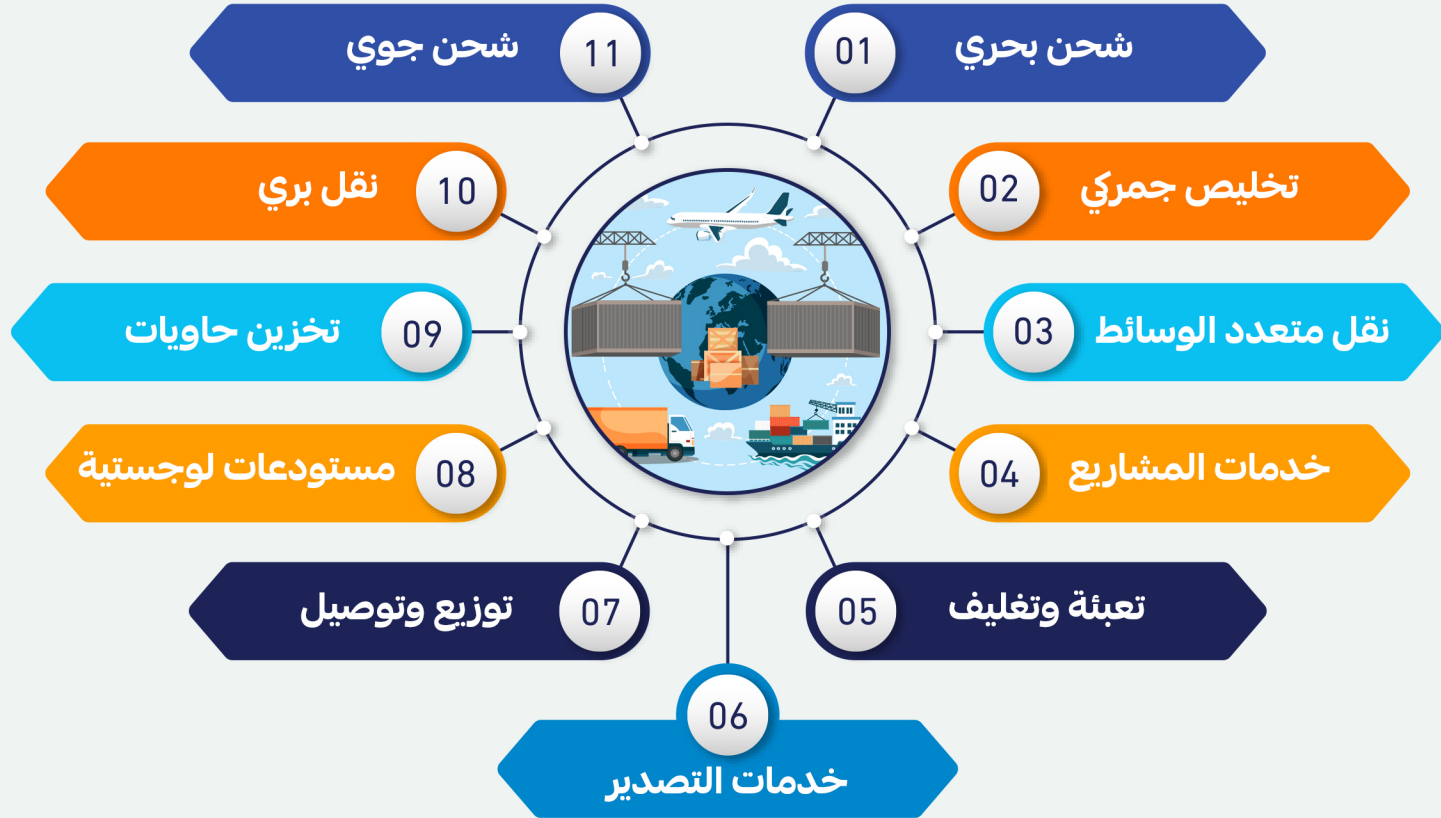 01
شحن بحري
02
تخليص جمركي
03
نقل متعدد الوسائط
04
خدمات المشاريع
05
تعبئة وتغليف
06
خدمات التصدير
07
توزيع وتوصيل
08
مستودعات لوجستية
09
تخزين حاويات
10
نقل بري
11
شحن جوي